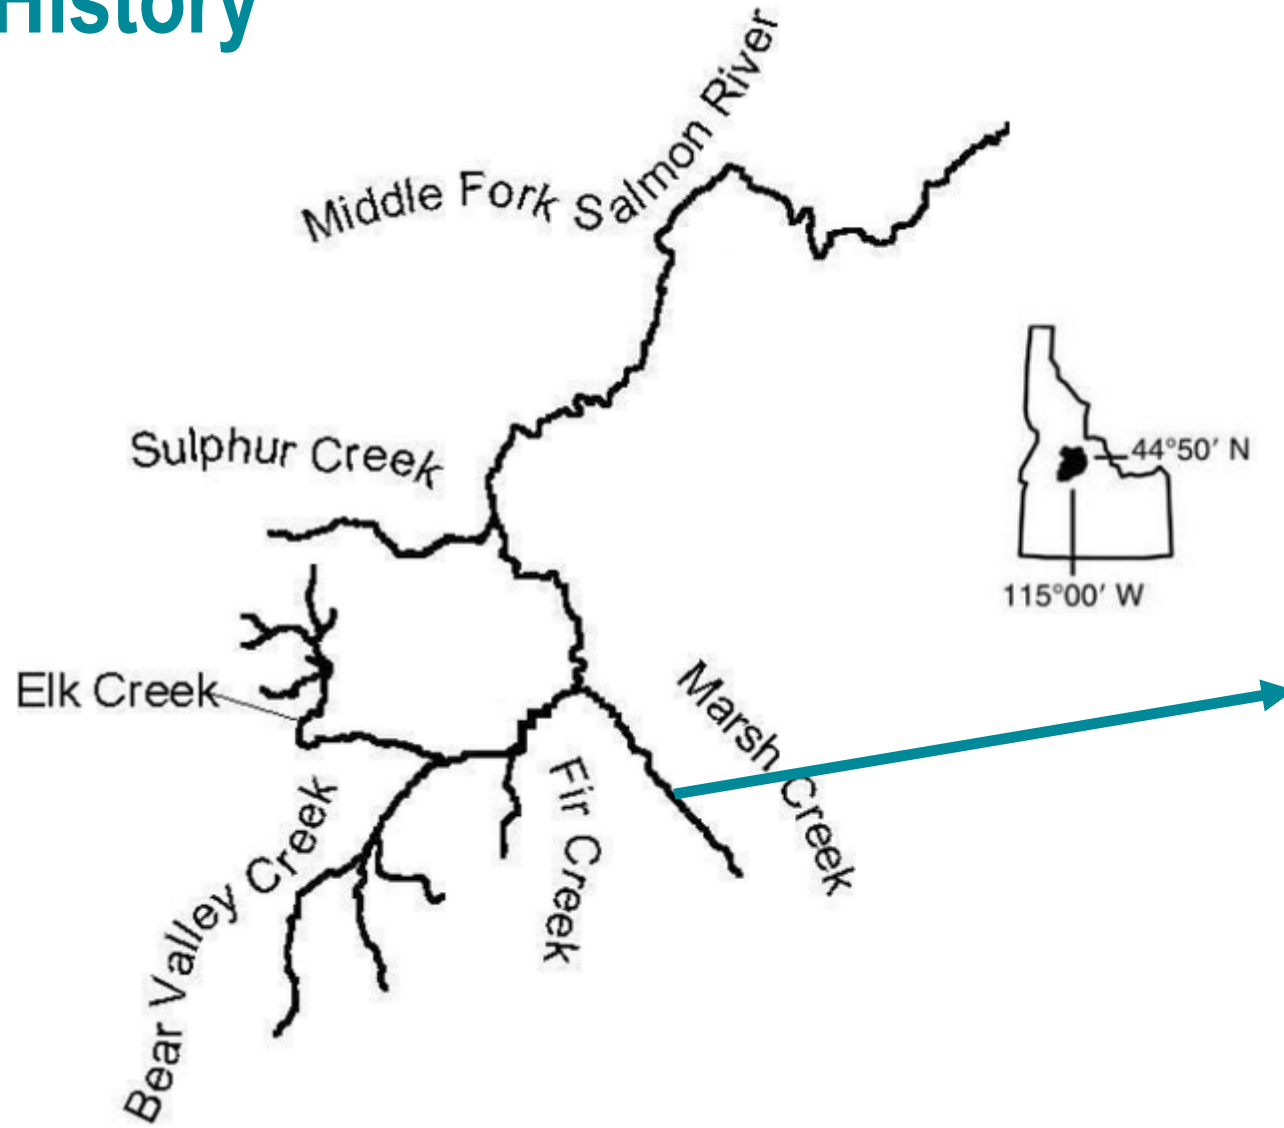 History
Middle Fork Salmon River
Sulphur Creek
44°50′ N
115°00′ W
Elk Creek
Marsh Creek
Fir Creek
Bear Valley Creek